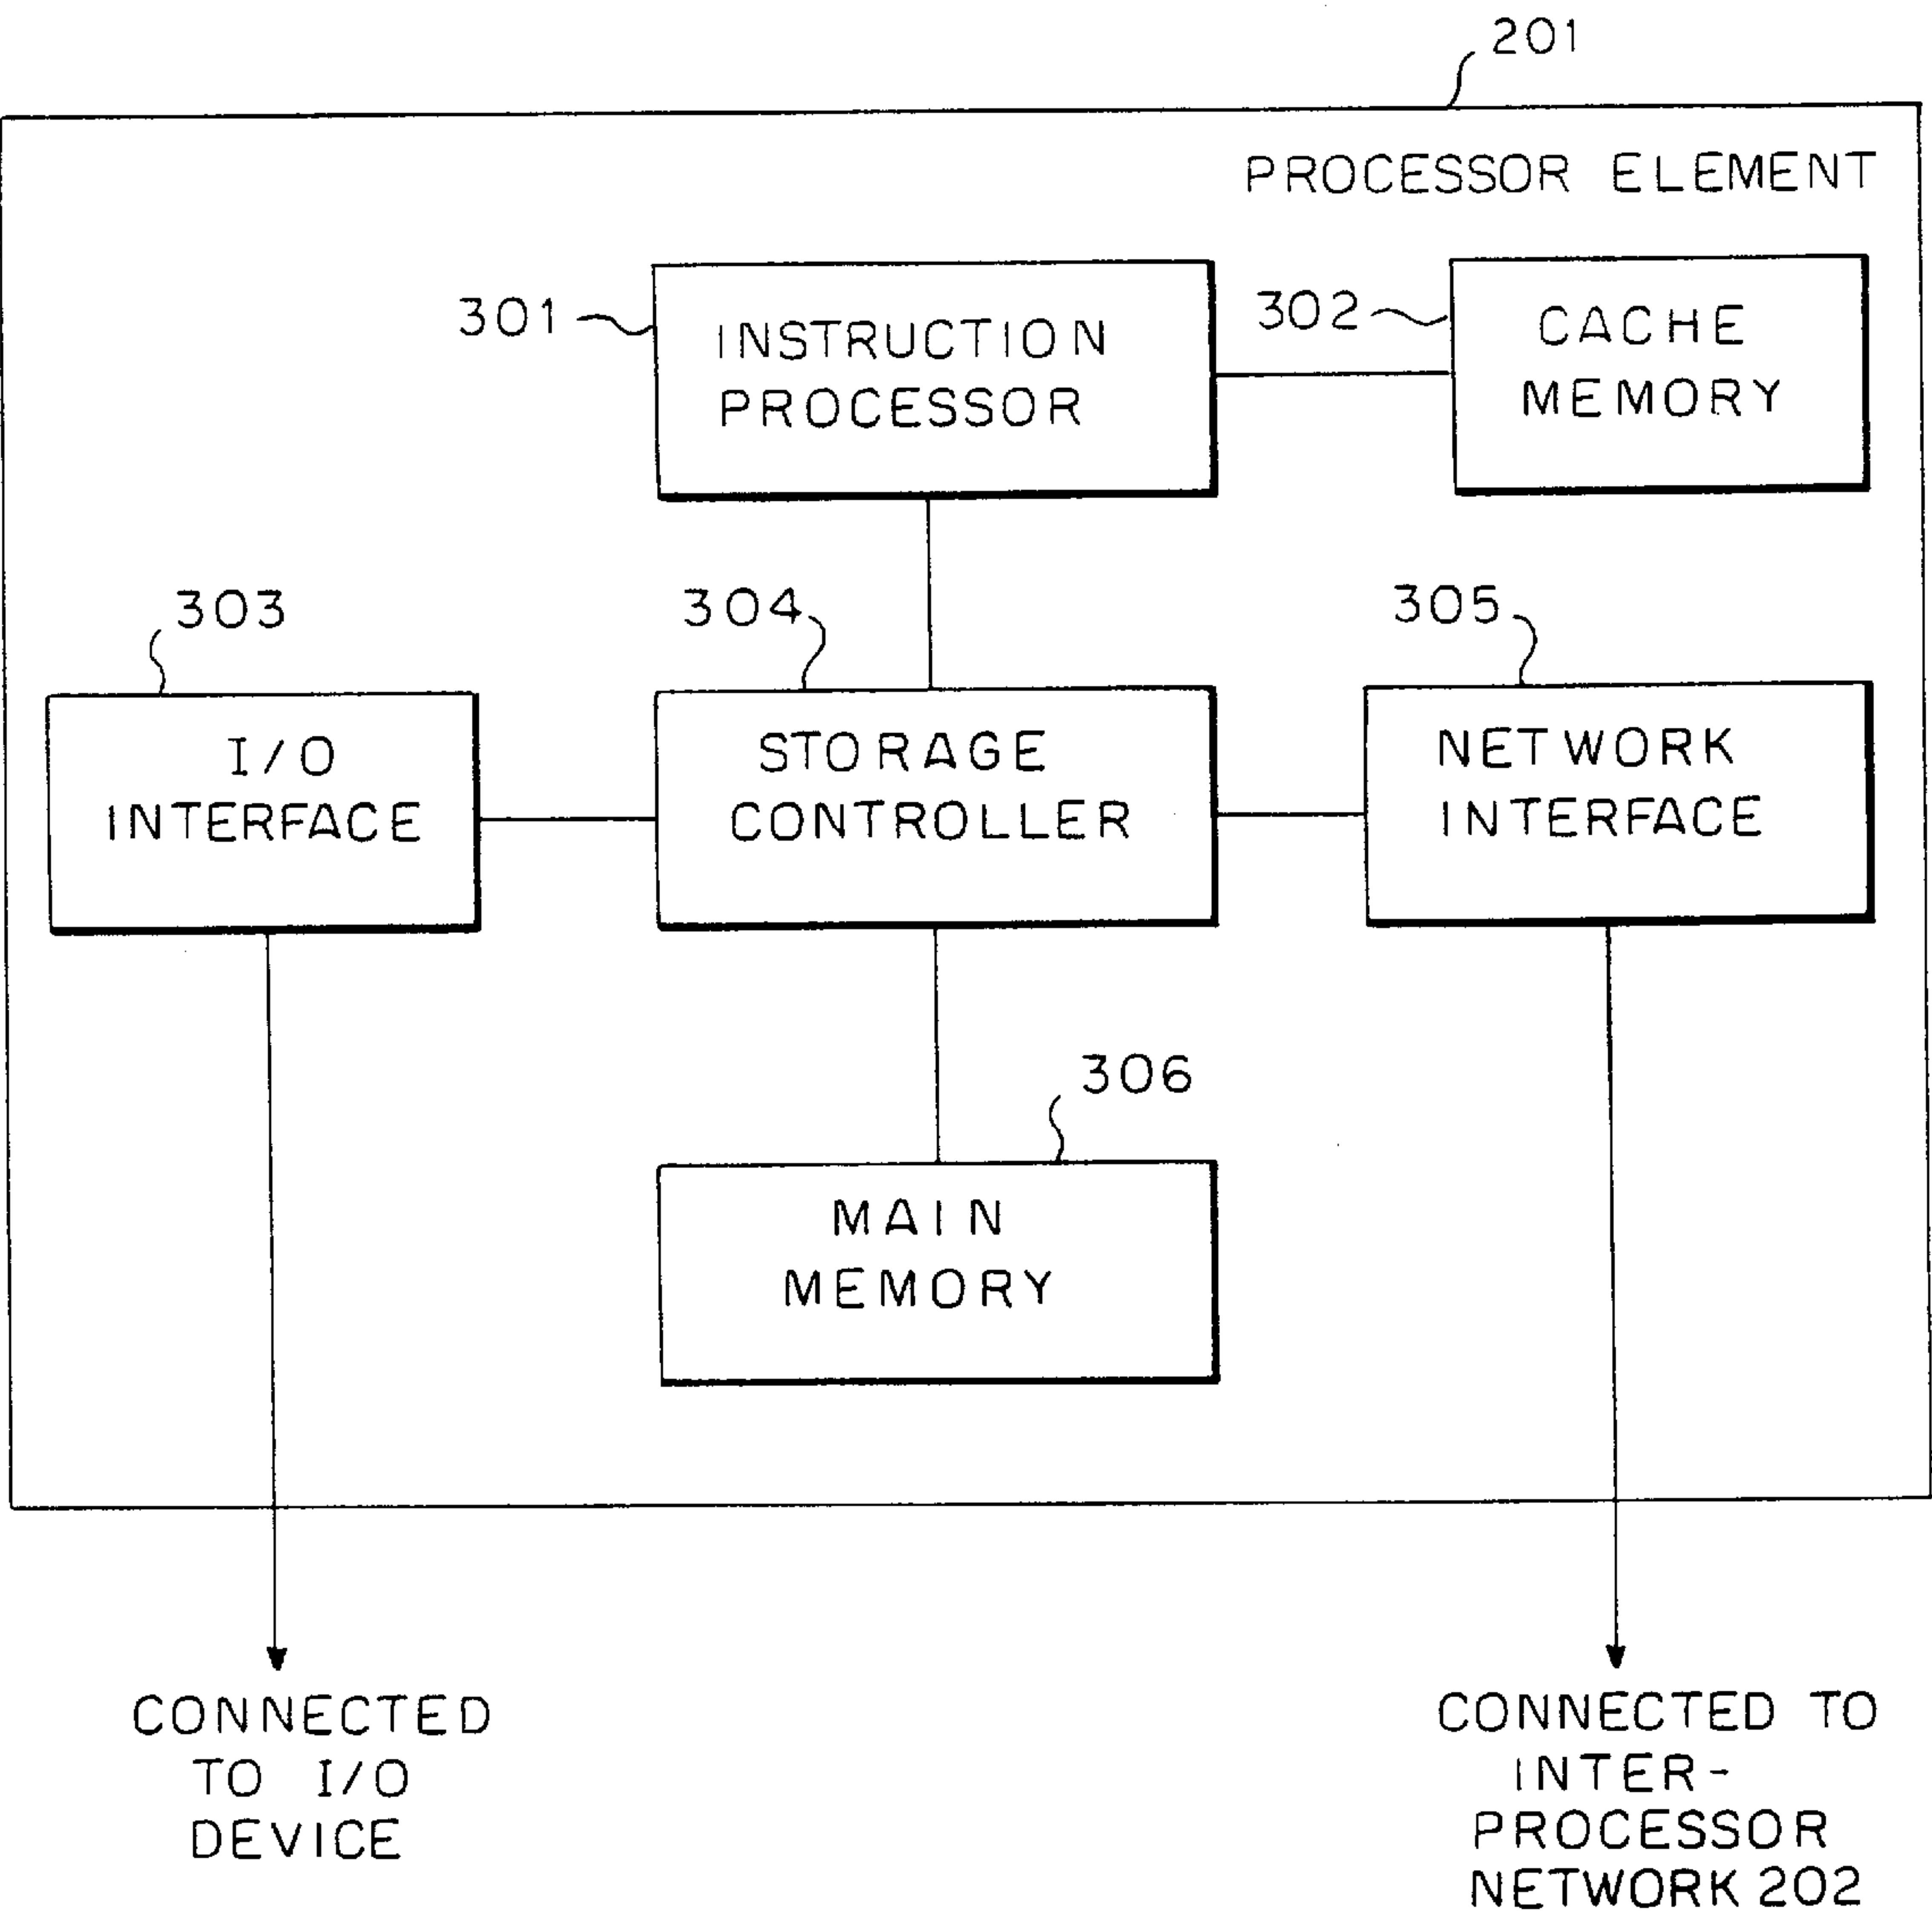 201
PROCESSOR ELEMENT
301
INSTRUCTION
PROCESSOR
302
CACHE
MEMORY
303
I/O
INTERFACE
304
STORAGE
CONTROLLER
305
NETWORK
INTERFACE
306
MAIN
MEMORY
CONNECTED
TO I/O
DEVICE
CONNECTED TO
INTER-
PROCESSOR
NETWORK 202